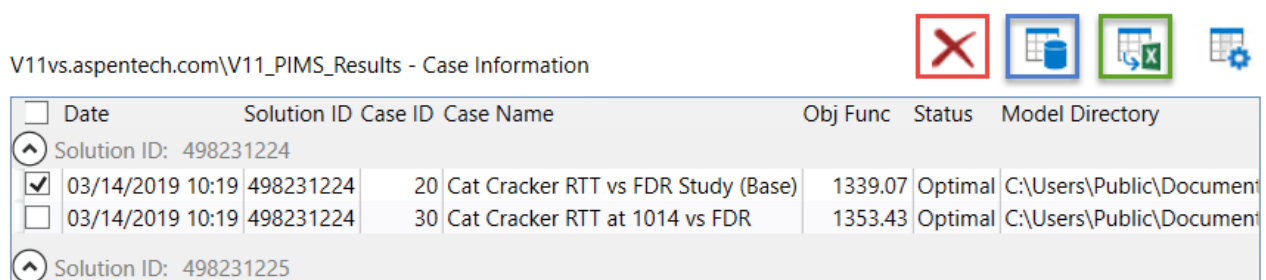 V11vs.aspentech.com\V11_PIMS_Results - Case Information
Date Solution ID Case ID Case Name Obj Func Status Model Directory
Solution ID: 498231224
03/14/2019 10:19 498231224 20 Cat Cracker RTT vs FDR Study (Base) 1339.07 Optimal C:\Users\Public\Document
03/14/2019 10:19 498231224 30 Cat Cracker RTT at 1014 vs FDR 1353.43 Optimal C:\Users\Public\Document
Solution ID: 498231225